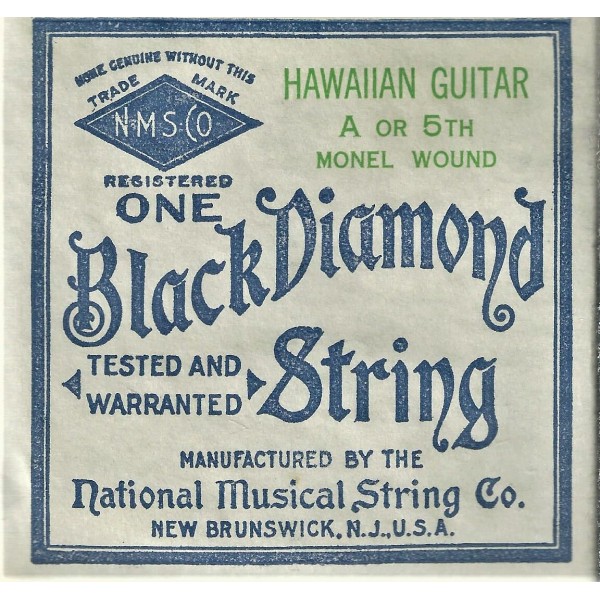 NONE GENUINE WITHOUT THIS
TRADE MARK
N·M·S·CO
REGISTERED
HAWAIIAN GUITAR
A OR 5TH
MONEL WOUND
ONE
Black Diamond
TESTED AND
WARRANTED
String
MANUFACTURED BY THE
National Musical String Co.
NEW BRUNSWICK, N.J., U.S.A.